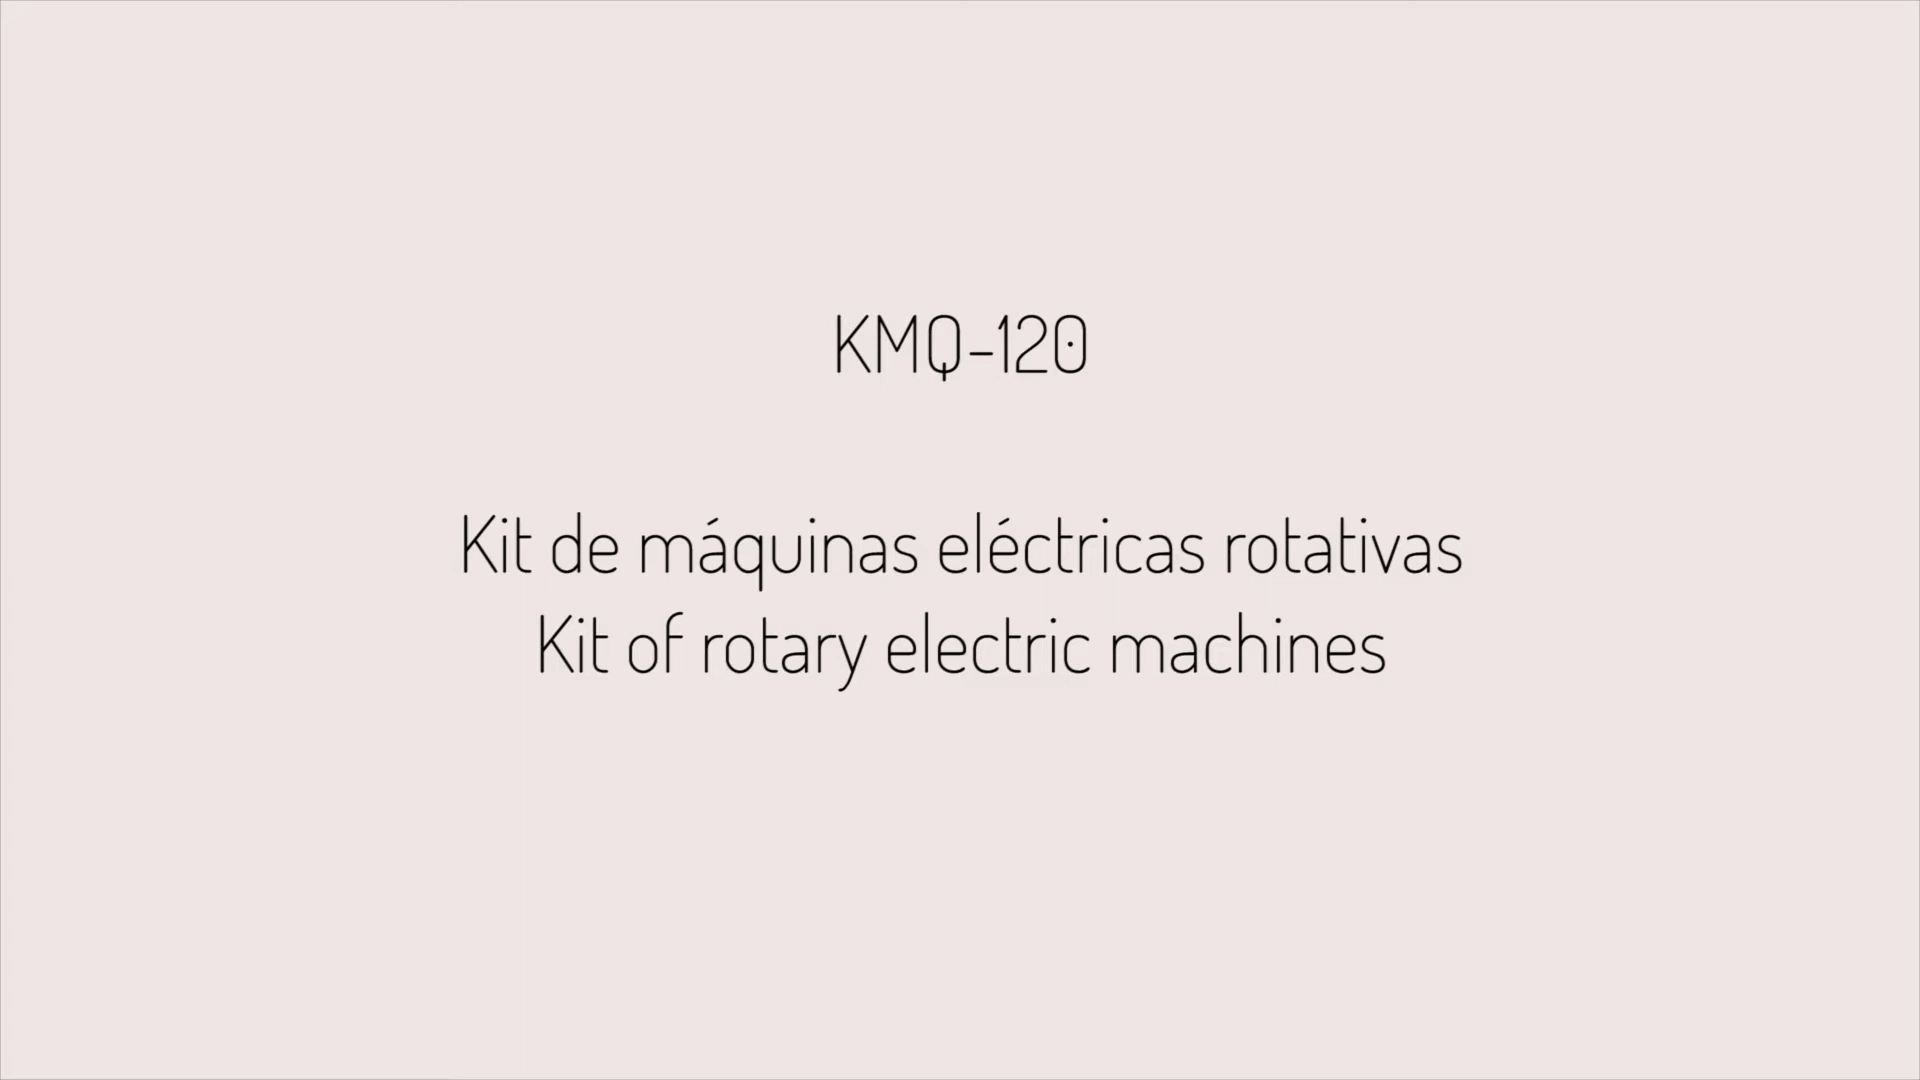 KMQ-120
Kit de máquinas eléctricas rotativas
Kit of rotary electric machines